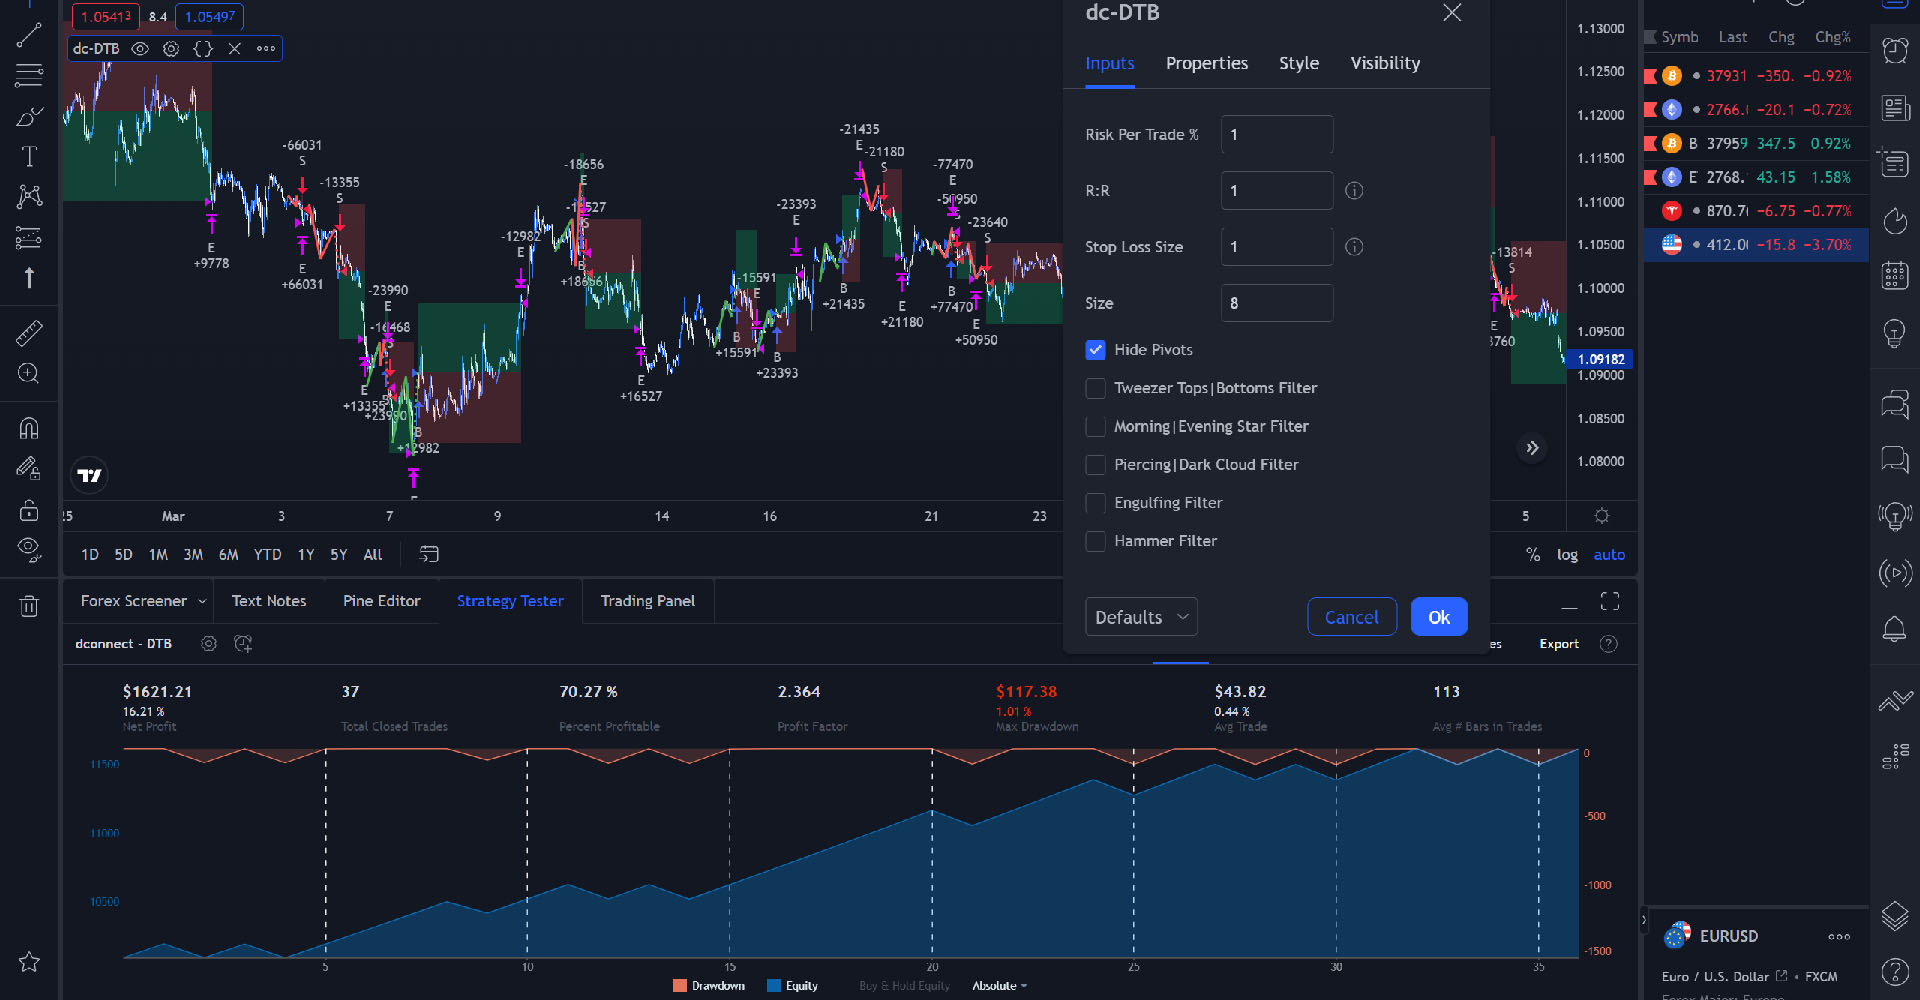 1.05413 8.4 1.05497
dc-DTB
-66031
S
-13355
S
E
+9778
E
+66031
-23990
E
-16468
E
+13355
+23990
B
+12982
-18656
E
S
-12982
E
B
+18656
E
+16527
-15591
E
B
+15591
-23393
E
B
+23393
-21435
E
-21180
S
B
+21435
E
+21180
-77470
E
-50950
S
-23640
S
B
+77470
E
+50950
-13814
S
E
1.13000
1.12500
1.12000
1.11500
1.11000
1.10500
1.10000
1.09500
1.09182
1.09000
1.08500
1.08000
25 Mar 3 7 9 14 16 21 23 5
1D 5D 1M 3M 6M YTD 1Y 5Y All
% log auto
dc-DTB
Inputs Properties Style Visibility
Risk Per Trade % 1
R:R 1
Stop Loss Size 1
Size 8
Hide Pivots
Tweezer Tops|Bottoms Filter
Morning|Evening Star Filter
Piercing|Dark Cloud Filter
Engulfing Filter
Hammer Filter
Defaults Cancel Ok
Symb Last Chg Chg%
37931 −350. −0.92%
2766. −20.1 −0.72%
B 37959 347.5 0.92%
E 2768. 43.15 1.58%
870.7 −6.75 −0.77%
412.0 −15.8 −3.70%
Forex Screener Text Notes Pine Editor Strategy Tester Trading Panel
dconnect - DTB
Export
$1621.21 37 70.27 % 2.364 $117.38 $43.82 113
16.21 % 1.01 % 0.44 %
Net Profit Total Closed Trades Percent Profitable Profit Factor Max Drawdown Avg Trade Avg # Bars in Trades
11500
11000
10500
0
-500
-1000
-1500
5 10 15 20 25 30 35
Drawdown Equity Buy & Hold Equity Absolute
EURUSD
Euro / U.S. Dollar • FXCM